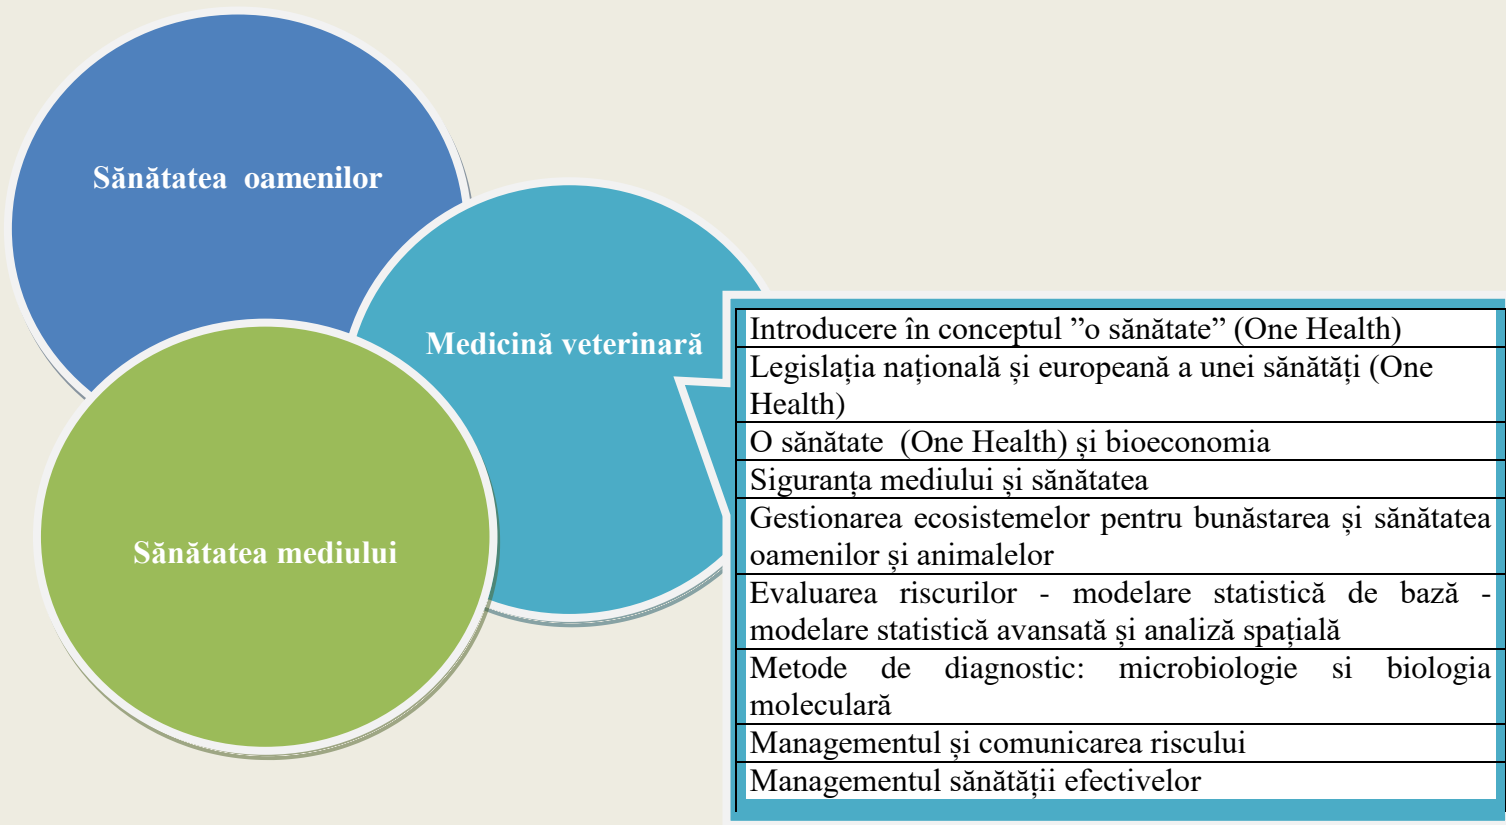 Sănătatea oamenilor
Medicină veterinară
Sănătatea mediului
Introducere în conceptul ”o sănătate” (One Health)
Legislația națională și europeană a unei sănătăți (One
Health)
O sănătate (One Health) și bioeconomia
Siguranța mediului și sănătatea
Gestionarea ecosistemelor pentru bunăstarea și sănătatea
oamenilor și animalelor
Evaluarea riscurilor - modelare statistică de bază -
modelare statistică avansată și analiză spațială
Metode de diagnostic: microbiologie si biologia
moleculară
Managementul și comunicarea riscului
Managementul sănătății efectivelor